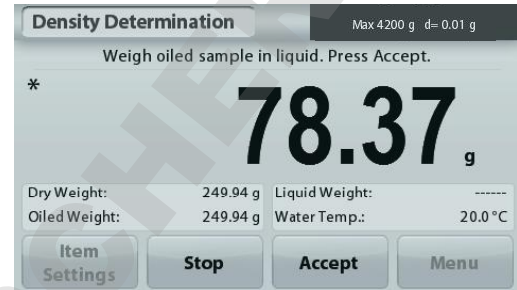 Density Determination
Max 4200 g d= 0.01 g
Weigh oiled sample in liquid. Press Accept.
*
78.37 g
Dry Weight: 249.94 g Liquid Weight: ------
Oiled Weight: 249.94 g Water Temp.: 20.0 °C
Item Settings
Stop
Accept
Menu